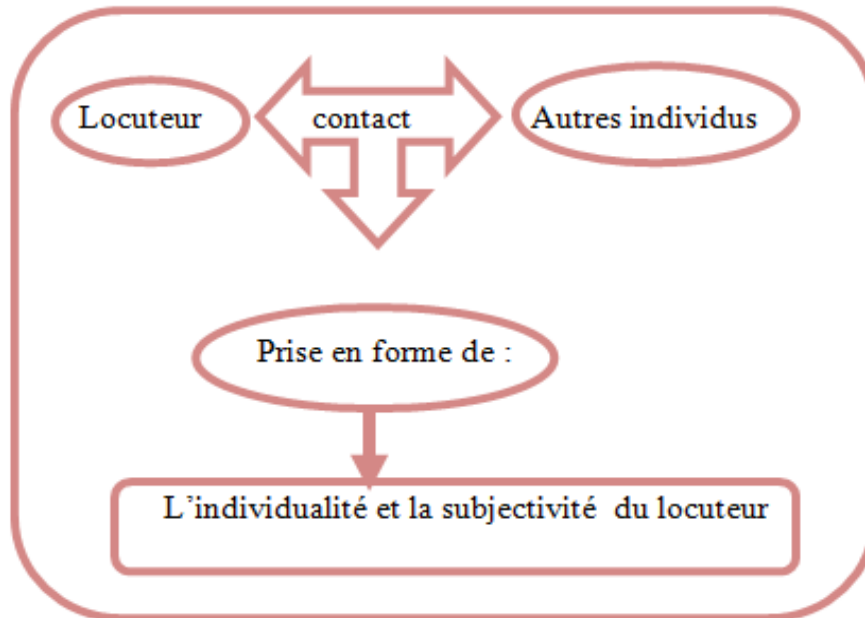 Locuteur
contact
Autres individus
Prise en forme de :
L'individualité et la subjectivité du locuteur